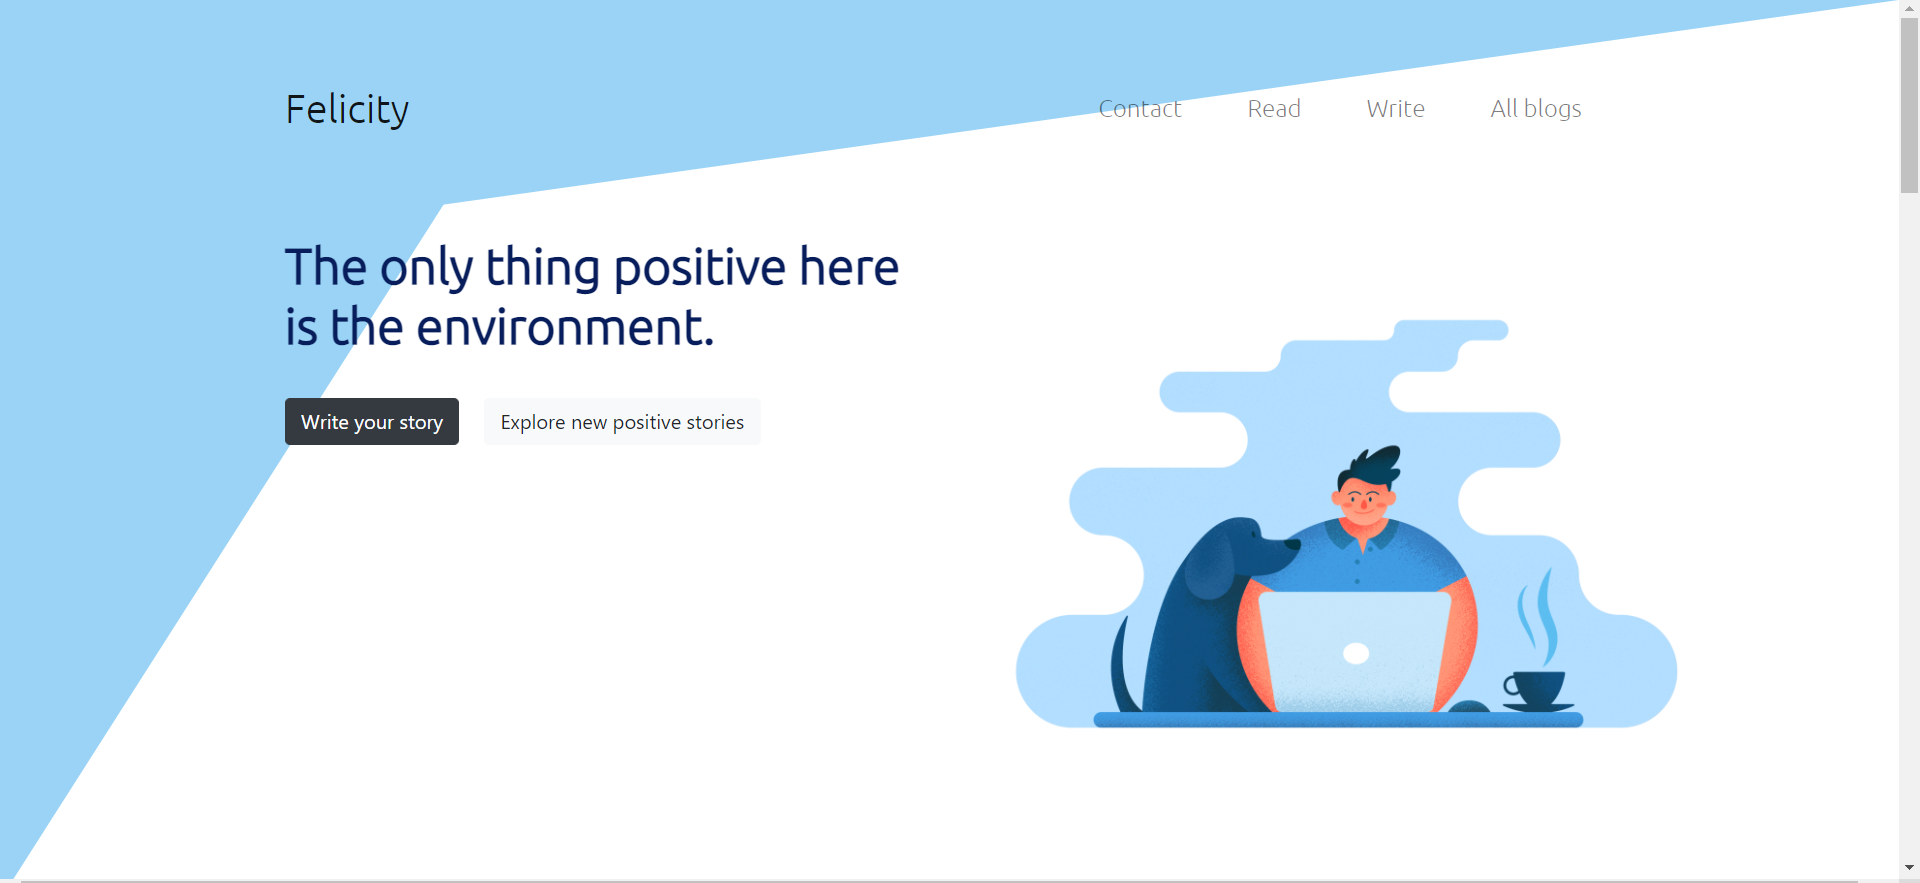 Felicity
Contact Read Write All blogs
The only thing positive here
is the environment.
Write your story Explore new positive stories